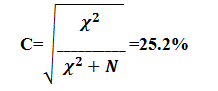 C=√(χ²/(χ² + N)) =25.2%